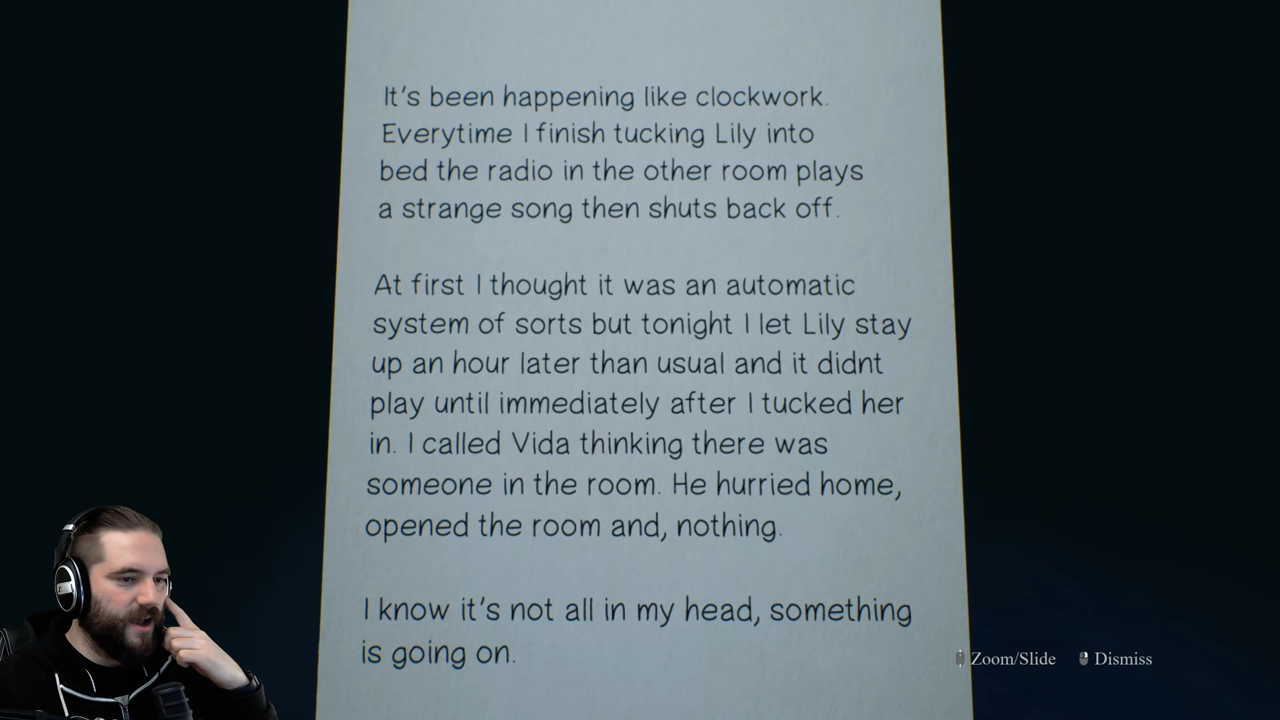 It's been happening like clockwork.
Everytime I finish tucking Lily into
bed the radio in the other room plays
a strange song then shuts back off.
At first I thought it was an automatic
system of sorts but tonight I let Lily stay
up an hour later than usual and it didnt
play until immediately after I tucked her
in. I called Vida thinking there was
someone in the room. He hurried home,
opened the room and, nothing.
I know it's not all in my head, something
is going on.
Zoom/Slide Dismiss